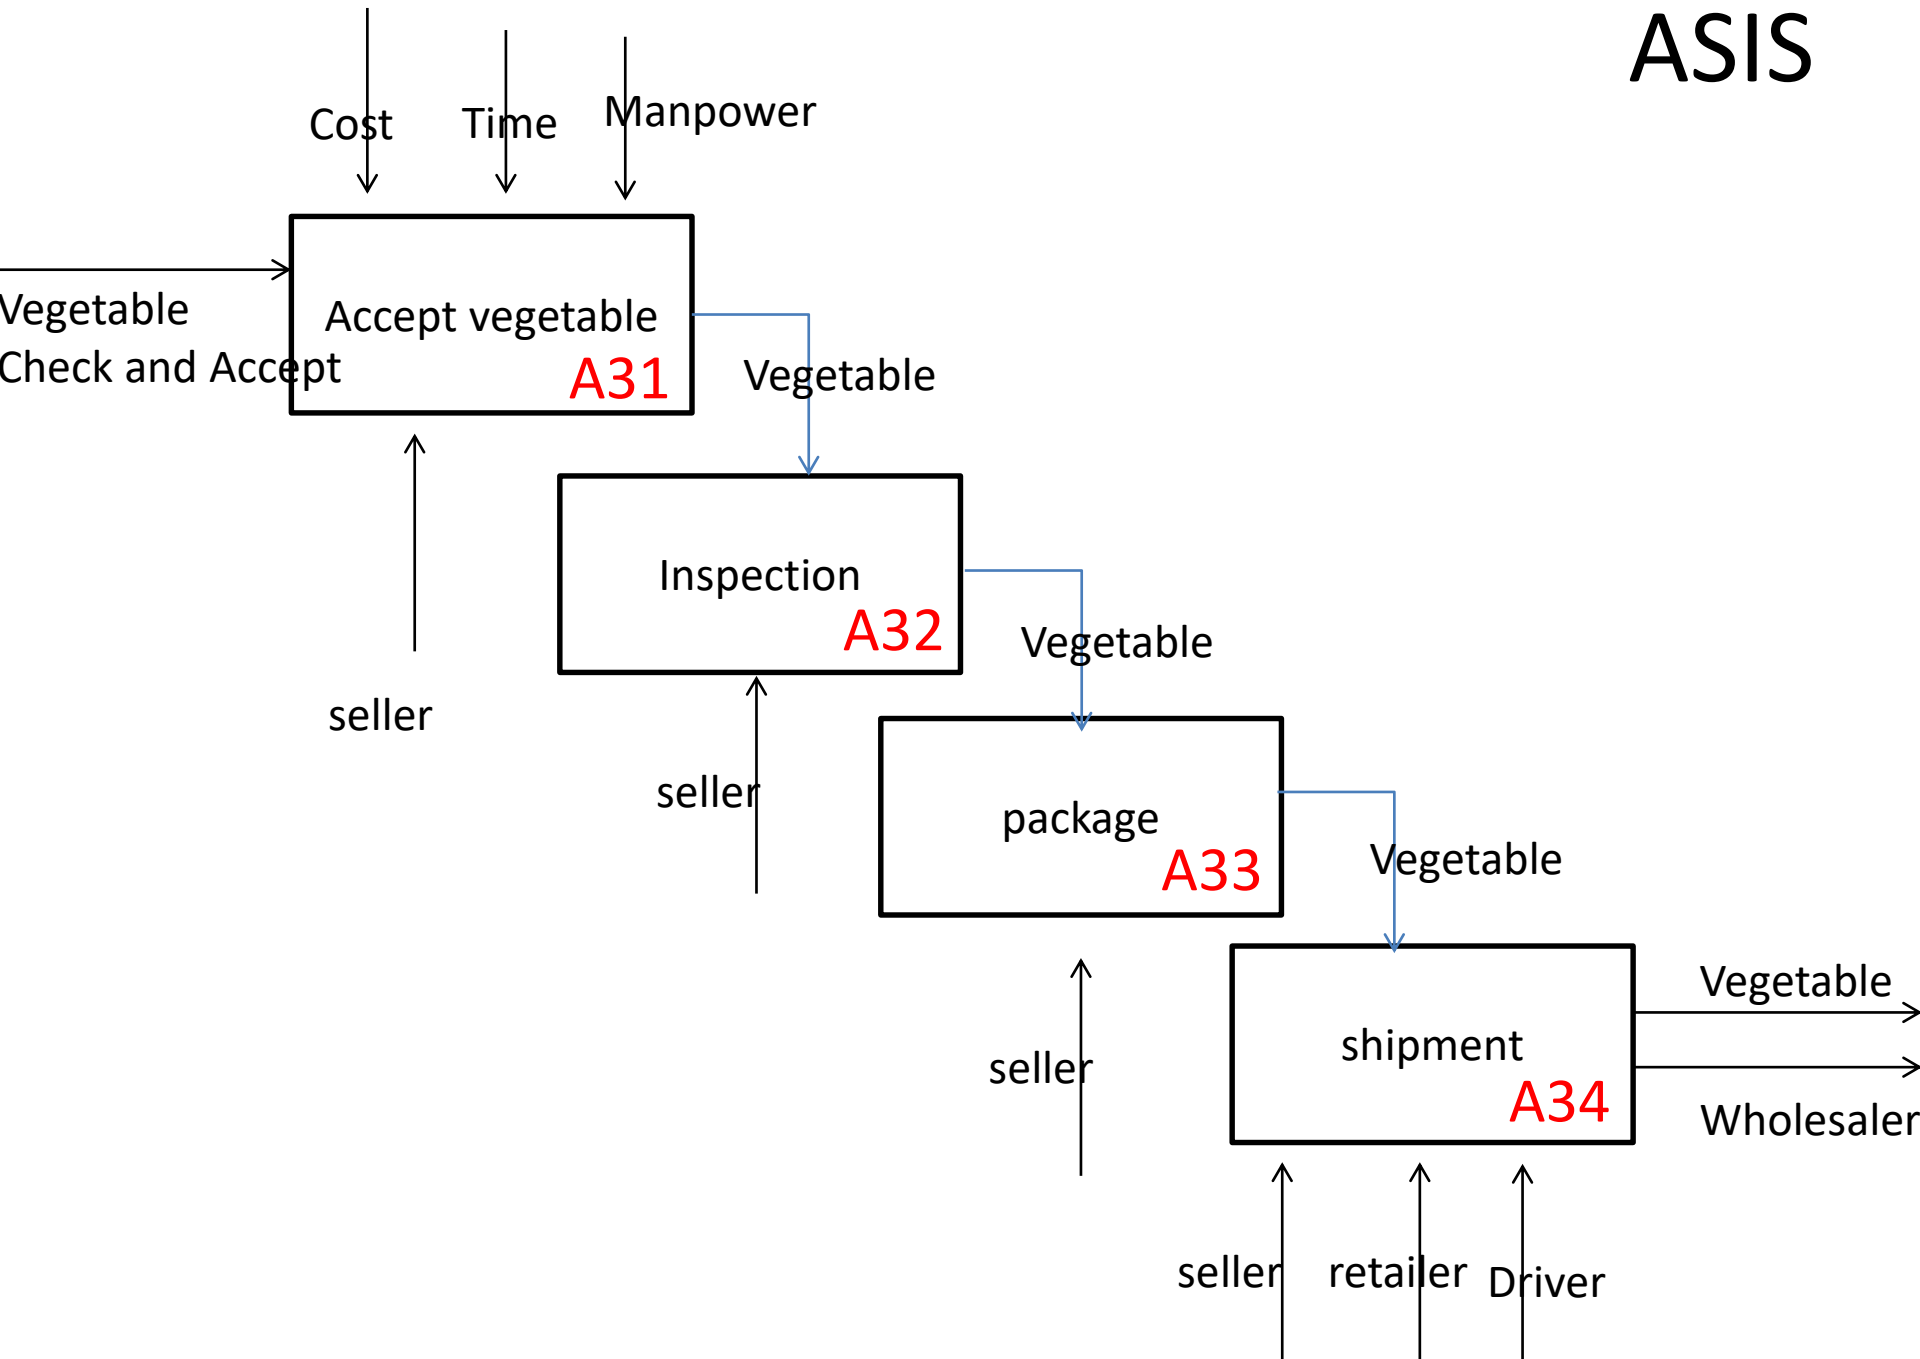 ASIS
Cost
Time
Manpower
Vegetable
Check and Accept
Accept vegetable
A31
Vegetable
seller
Inspection
A32
Vegetable
seller
package
A33
Vegetable
seller
shipment
A34
Vegetable
Wholesaler
seller
retailer
Driver